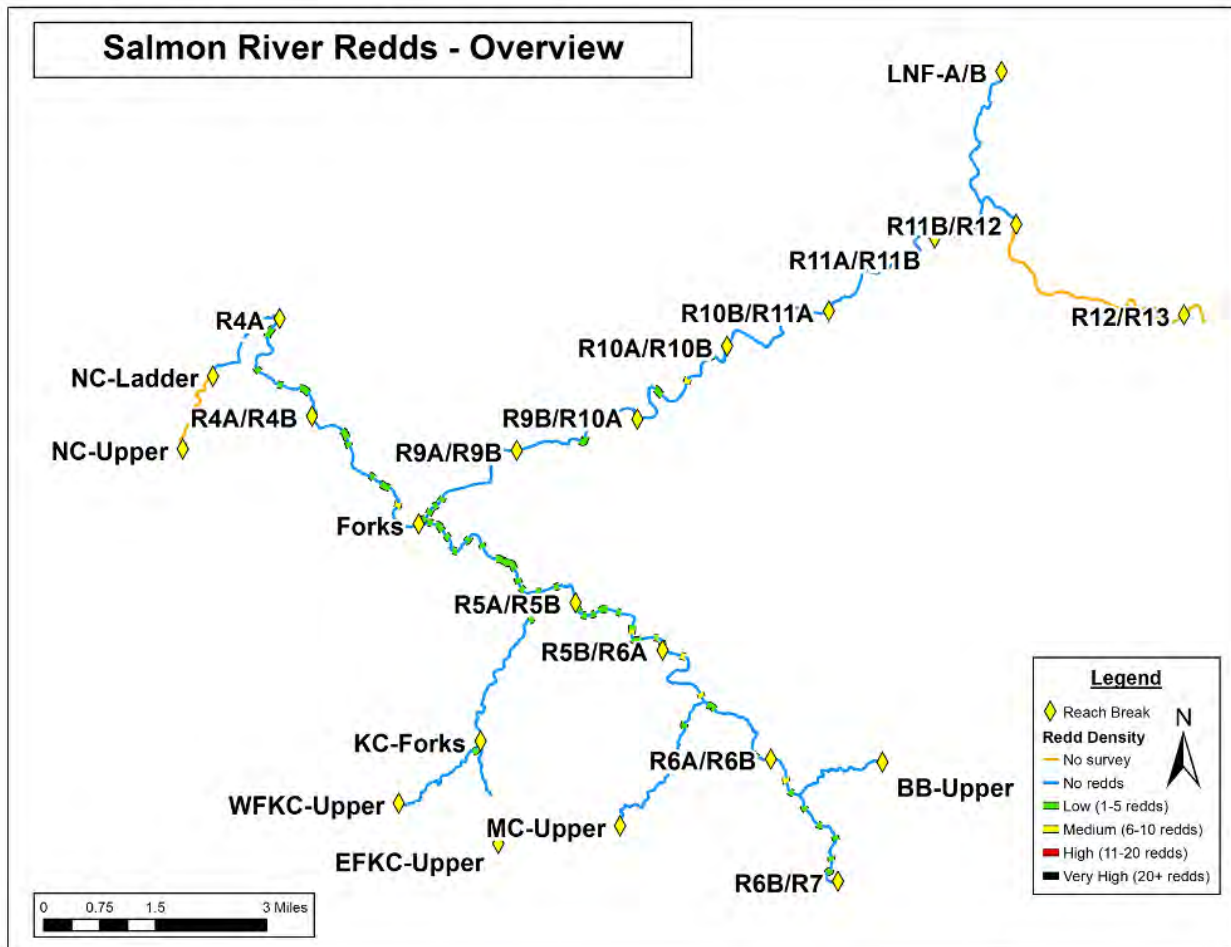 Salmon River Redds - Overview
LNF-A/B
R11B/R12
R11A/R11B
R10B/R11A
R12/R13
R4A
R10A/R10B
NC-Ladder
R4A/R4B
R9B/R10A
NC-Upper
R9A/R9B
Forks
R5A/R5B
R5B/R6A
KC-Forks
R6A/R6B
BB-Upper
WFKC-Upper
MC-Upper
EFKC-Upper
R6B/R7
Legend
Reach Break
N
Redd Density
No survey
No redds
Low (1-5 redds)
Medium (6-10 redds)
High (11-20 redds)
Very High (20+ redds)
0 0.75 1.5 3 Miles